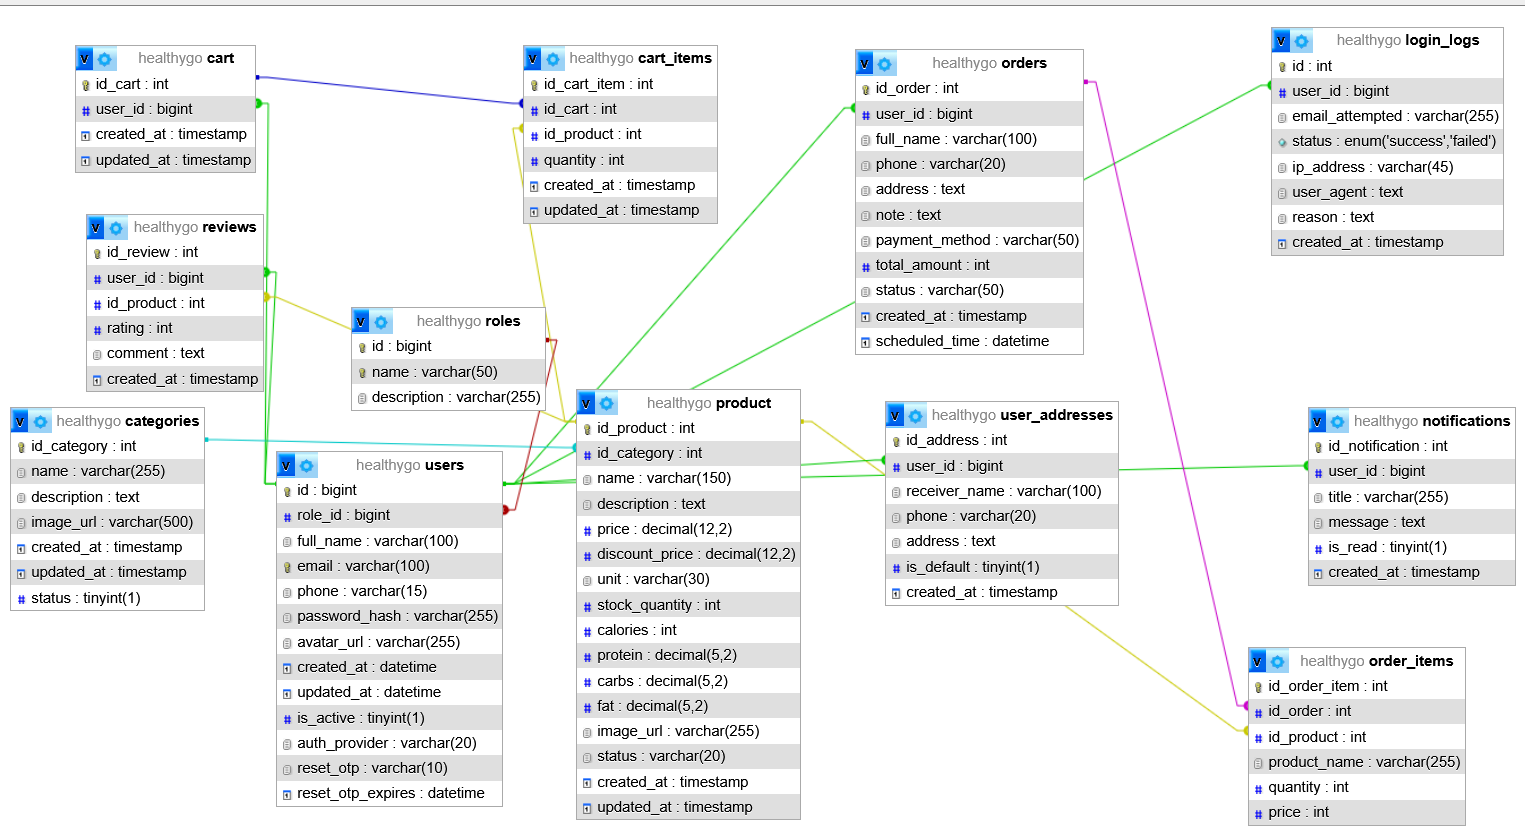 healthygo cart
id_cart : int
user_id : bigint
created_at : timestamp
updated_at : timestamp
healthygo cart_items
id_cart_item : int
id_cart : int
id_product : int
quantity : int
created_at : timestamp
updated_at : timestamp
healthygo orders
id_order : int
user_id : bigint
full_name : varchar(100)
phone : varchar(20)
address : text
note : text
payment_method : varchar(50)
total_amount : int
status : varchar(50)
created_at : timestamp
scheduled_time : datetime
healthygo login_logs
id : int
user_id : bigint
email_attempted : varchar(255)
status : enum('success','failed')
ip_address : varchar(45)
user_agent : text
reason : text
created_at : timestamp
healthygo reviews
id_review : int
user_id : bigint
id_product : int
rating : int
comment : text
created_at : timestamp
healthygo roles
id : bigint
name : varchar(50)
description : varchar(255)
healthygo categories
id_category : int
name : varchar(255)
description : text
image_url : varchar(500)
created_at : timestamp
updated_at : timestamp
status : tinyint(1)
healthygo users
id : bigint
role_id : bigint
full_name : varchar(100)
email : varchar(100)
phone : varchar(15)
password_hash : varchar(255)
avatar_url : varchar(255)
created_at : datetime
updated_at : datetime
is_active : tinyint(1)
auth_provider : varchar(20)
reset_otp : varchar(10)
reset_otp_expires : datetime
healthygo product
id_product : int
id_category : int
name : varchar(150)
description : text
price : decimal(12,2)
discount_price : decimal(12,2)
unit : varchar(30)
stock_quantity : int
calories : int
protein : decimal(5,2)
carbs : decimal(5,2)
fat : decimal(5,2)
image_url : varchar(255)
status : varchar(20)
created_at : timestamp
updated_at : timestamp
healthygo user_addresses
id_address : int
user_id : bigint
receiver_name : varchar(100)
phone : varchar(20)
address : text
is_default : tinyint(1)
created_at : timestamp
healthygo notifications
id_notification : int
user_id : bigint
title : varchar(255)
message : text
is_read : tinyint(1)
created_at : timestamp
healthygo order_items
id_order_item : int
id_order : int
id_product : int
product_name : varchar(255)
quantity : int
price : int